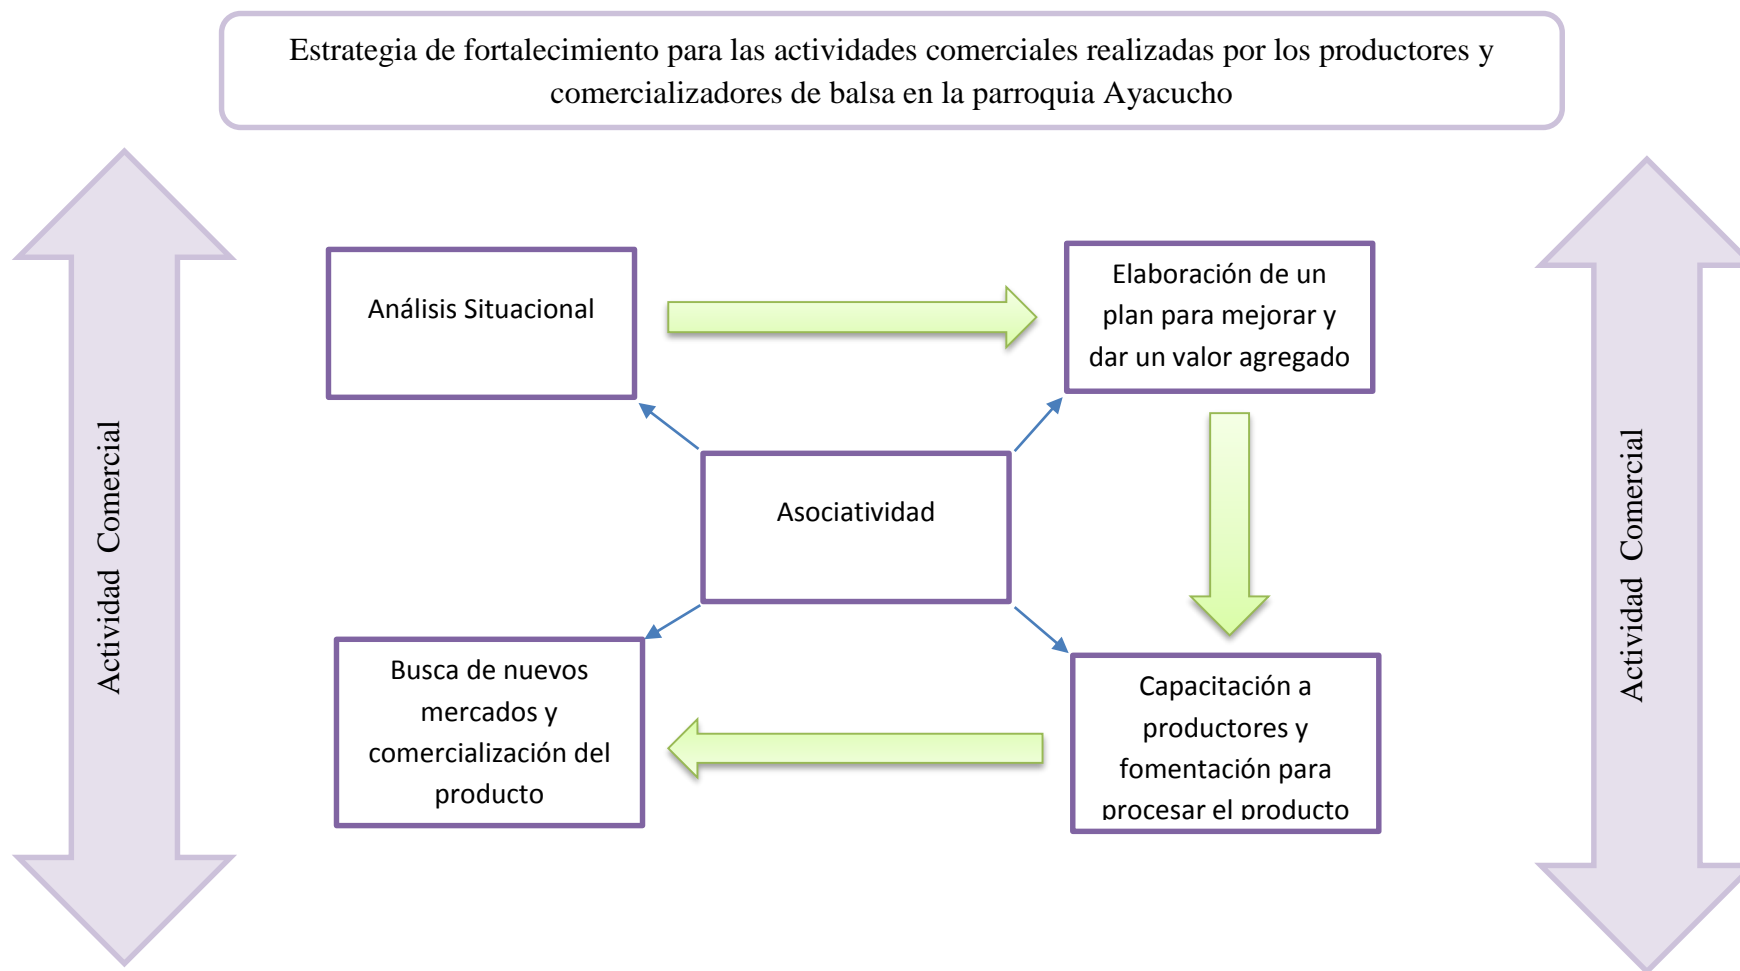 Estrategia de fortalecimiento para las actividades comerciales realizadas por los productores y
comercializadores de balsa en la parroquia Ayacucho
Actividad Comercial
Análisis Situacional
Elaboración de un
plan para mejorar y
dar un valor agregado
Asociatividad
Busca de nuevos
mercados y
comercialización del
producto
Capacitación a
productores y
fomentación para
procesar el producto
Actividad Comercial